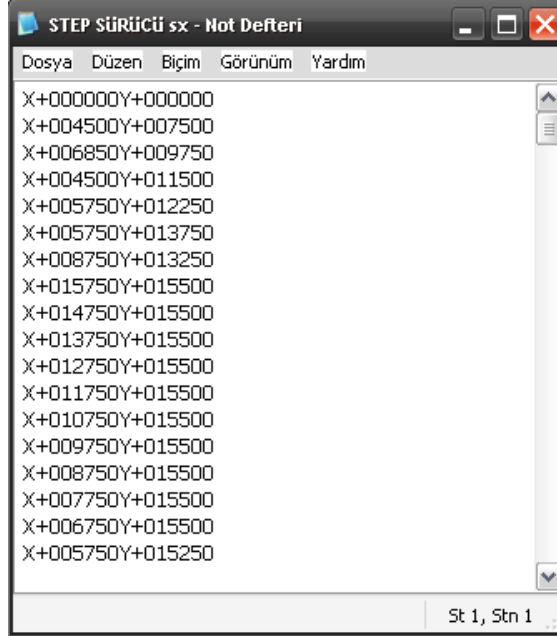 STEP SüRüCü sx - Not Defteri
Dosya Düzen Biçim Görünüm Yardım
X+000000Y+000000
X+004500Y+007500
X+006850Y+009750
X+004500Y+011500
X+005750Y+012250
X+005750Y+013750
X+008750Y+013250
X+015750Y+015500
X+014750Y+015500
X+013750Y+015500
X+012750Y+015500
X+011750Y+015500
X+010750Y+015500
X+009750Y+015500
X+008750Y+015500
X+007750Y+015500
X+006750Y+015500
X+005750Y+015250
St 1, Stn 1